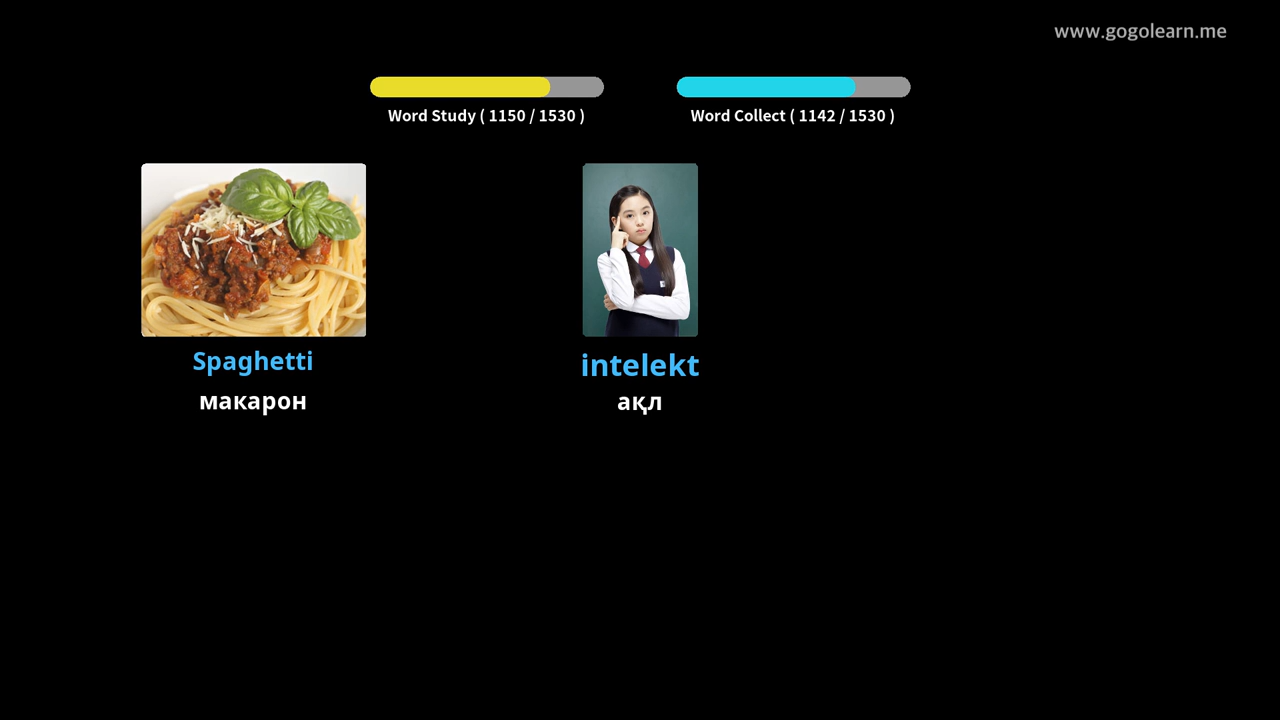 www.gogolearn.me
Word Study ( 1150 / 1530 )
Word Collect ( 1142 / 1530 )
Spaghetti
макарон
intelekt
ақл